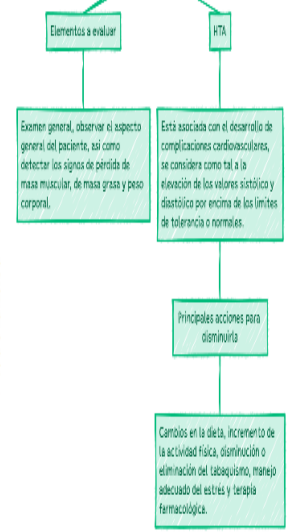 Elementos a evaluar
Examen general, observar el aspecto
general del paciente, así como
detectar los signos de pérdida de
masa muscular, de masa grasa y peso
corporal.
HTA
Está asociada con el desarrollo de
complicaciones cardiovasculares,
se considera como tal a la
elevación de los valores sistólico y
diastólico por encima de los límites
de tolerancia o normales.
Principales acciones para
disminuirla
Cambios en la dieta, incremento de
la actividad física, disminución o
eliminación del tabaquismo, manejo
adecuado del estrés y terapia
farmacológica.